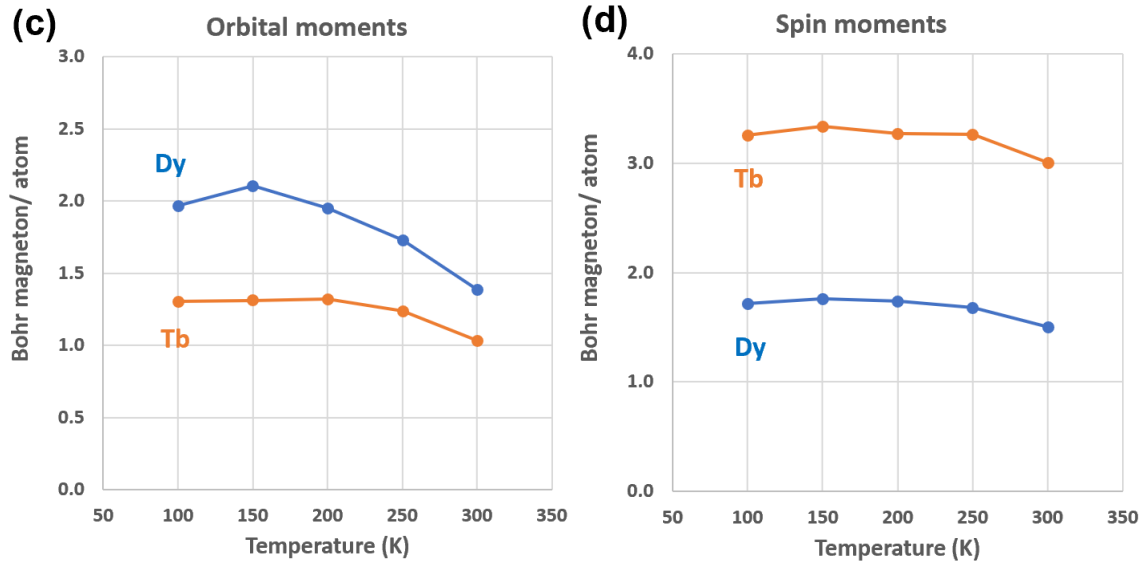 (c)
Orbital moments
Bohr magneton/ atom
3.0
2.5
2.0
1.5
1.0
0.5
0.0
Dy
Tb
50 100 150 200 250 300 350
Temperature (K)
(d)
Spin moments
Bohr magneton/ atom
4.0
3.0
2.0
1.0
0.0
Tb
Dy
50 100 150 200 250 300 350
Temperature (K)